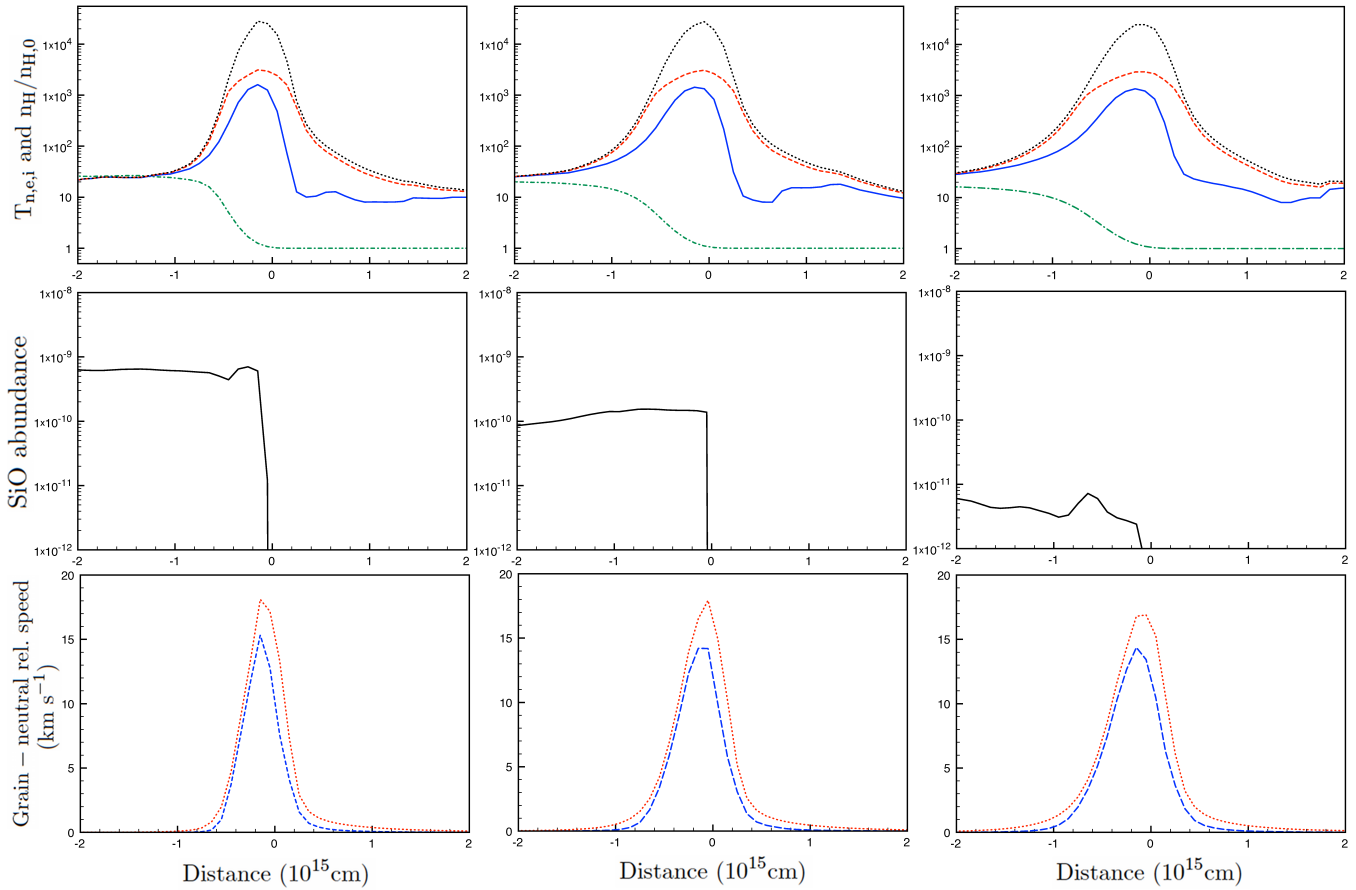 T_{n,e,i} and n_H/n_{H,0}
1x10^4
1x10^3
1x10^2
10
1
-2 -1 0 1 2
1x10^4
1x10^3
1x10^2
10
1
-2 -1 0 1 2
1x10^4
1x10^3
1x10^2
10
1
-2 -1 0 1 2
SiO abundance
1x10^-8
1x10^-9
1x10^-10
1x10^-11
1x10^-12
-2 -1 0 1 2
1x10^-8
1x10^-9
1x10^-10
1x10^-11
1x10^-12
-2 -1 0 1 2
1x10^-8
1x10^-9
1x10^-10
1x10^-11
1x10^-12
-2 -1 0 1 2
Grain – neutral rel. speed
(km s^{-1})
20
15
10
5
0
-2 -1 0 1 2
Distance (10^{15}cm)
20
15
10
5
0
-2 -1 0 1 2
Distance (10^{15}cm)
20
15
10
5
0
-2 -1 0 1 2
Distance (10^{15}cm)